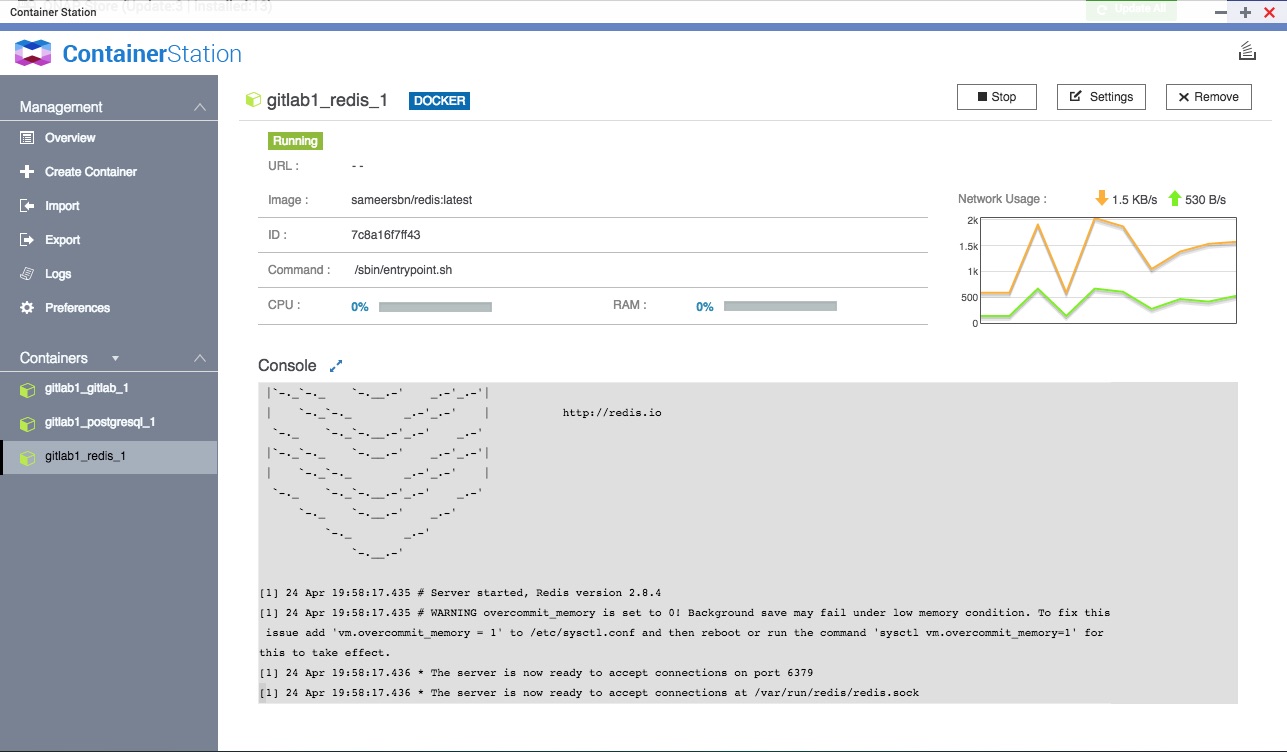 Store (Update:3 | Installed:13)
Update All
Container Station
ContainerStation
Management
Overview
Create Container
Import
Export
Logs
Preferences
Containers
gitlab1_gitlab_1
gitlab1_postgresql_1
gitlab1_redis_1
gitlab1_redis_1 DOCKER
Stop Settings Remove
Running
URL : - -
Image : sameersbn/redis:latest
ID : 7c8a16f7ff43
Command : /sbin/entrypoint.sh
CPU : 0% RAM : 0%
Network Usage : 1.5 KB/s 530 B/s
2k
1.5k
1k
500
0
Console
|`-._`-._    `-.__.-'    _.-'_.-'|
|    `-._`-._        _.-'_.-'    |          http://redis.io
 `-._    `-._`-.__.-'_.-'    _.-'
|`-._`-._    `-.__.-'    _.-'_.-'|
|    `-._`-._        _.-'_.-'    |
 `-._    `-._`-.__.-'_.-'    _.-'
     `-._    `-.__.-'    _.-'
         `-._        _.-'
             `-.__.-'
[1] 24 Apr 19:58:17.435 # Server started, Redis version 2.8.4
[1] 24 Apr 19:58:17.435 # WARNING overcommit_memory is set to 0! Background save may fail under low memory condition. To fix this
issue add 'vm.overcommit_memory = 1' to /etc/sysctl.conf and then reboot or run the command 'sysctl vm.overcommit_memory=1' for
this to take effect.
[1] 24 Apr 19:58:17.436 * The server is now ready to accept connections on port 6379
[1] 24 Apr 19:58:17.436 * The server is now ready to accept connections at /var/run/redis/redis.sock